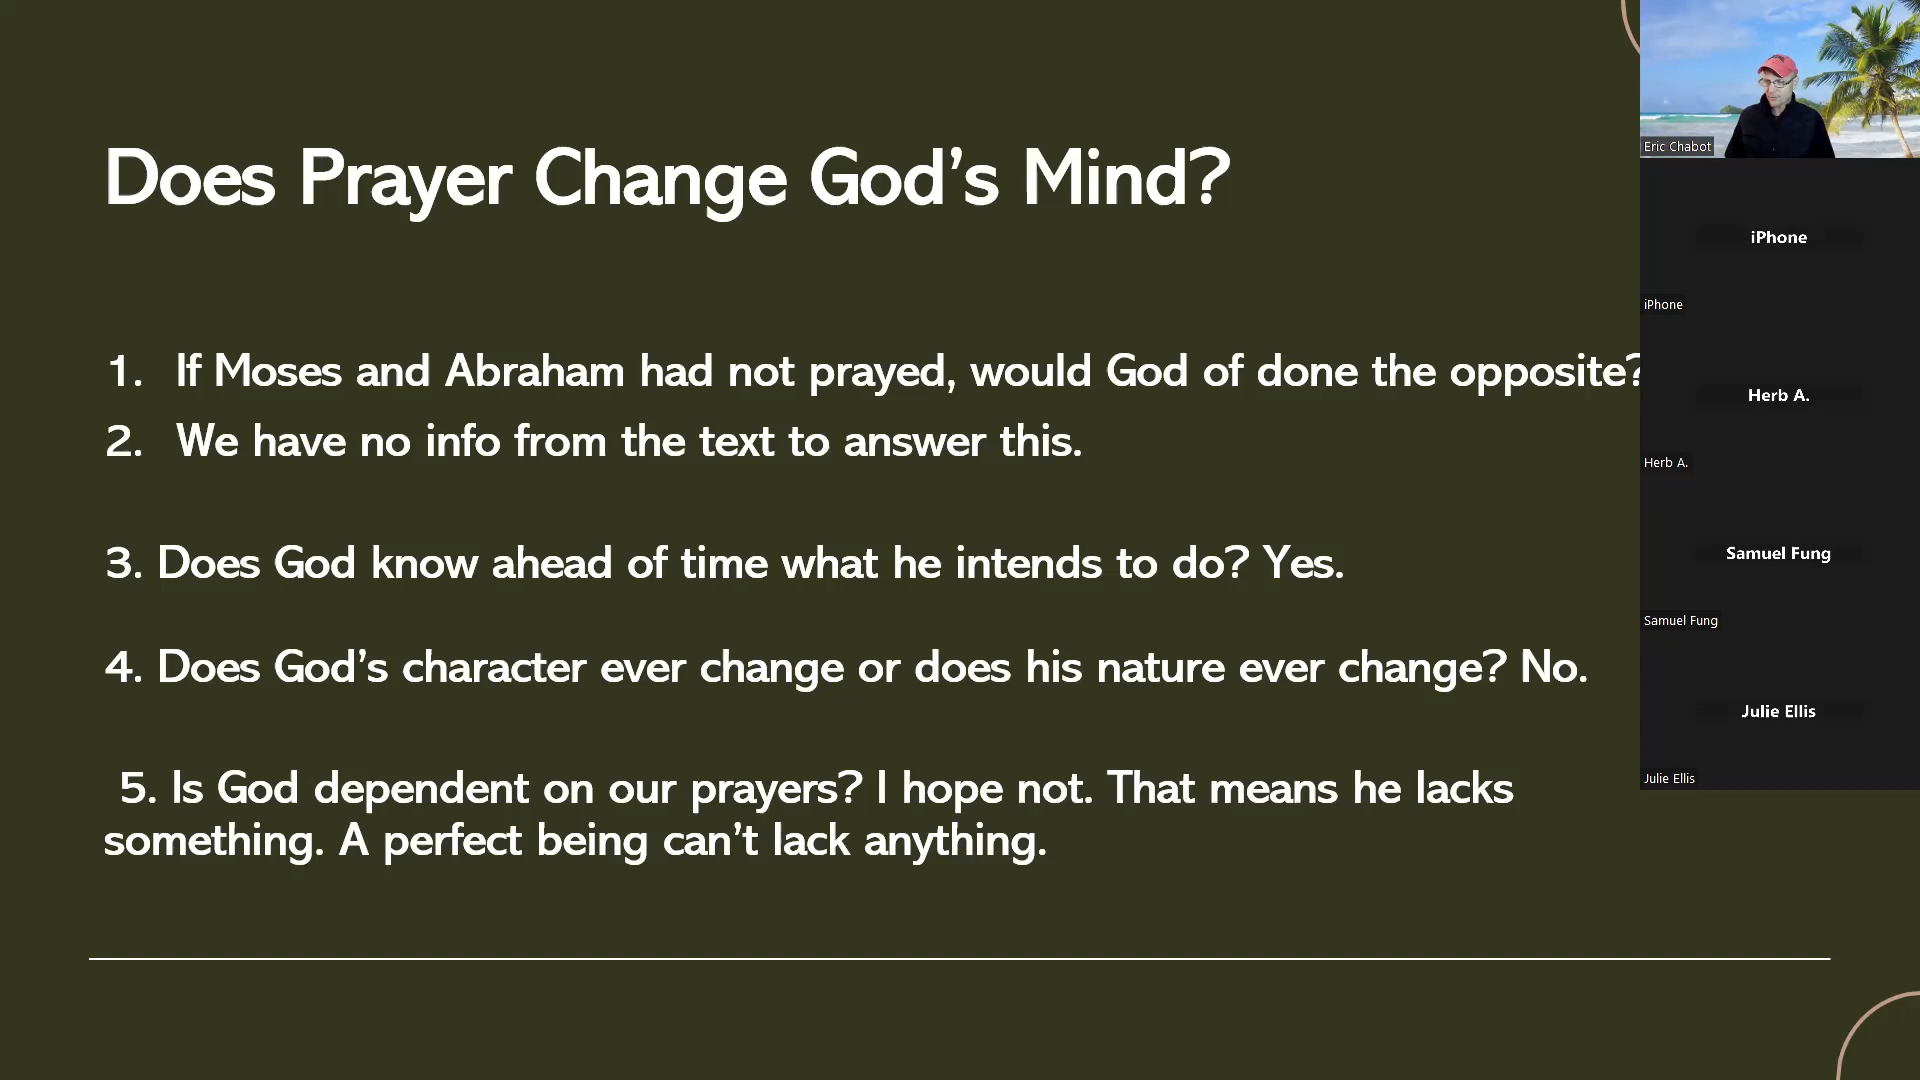 Does Prayer Change God’s Mind?
1. If Moses and Abraham had not prayed, would God of done the opposite?
2. We have no info from the text to answer this.
3. Does God know ahead of time what he intends to do? Yes.
4. Does God’s character ever change or does his nature ever change? No.
5. Is God dependent on our prayers? I hope not. That means he lacks
something. A perfect being can’t lack anything.
Eric Chabot
iPhone
iPhone
Herb A.
Herb A.
Samuel Fung
Samuel Fung
Julie Ellis
Julie Ellis